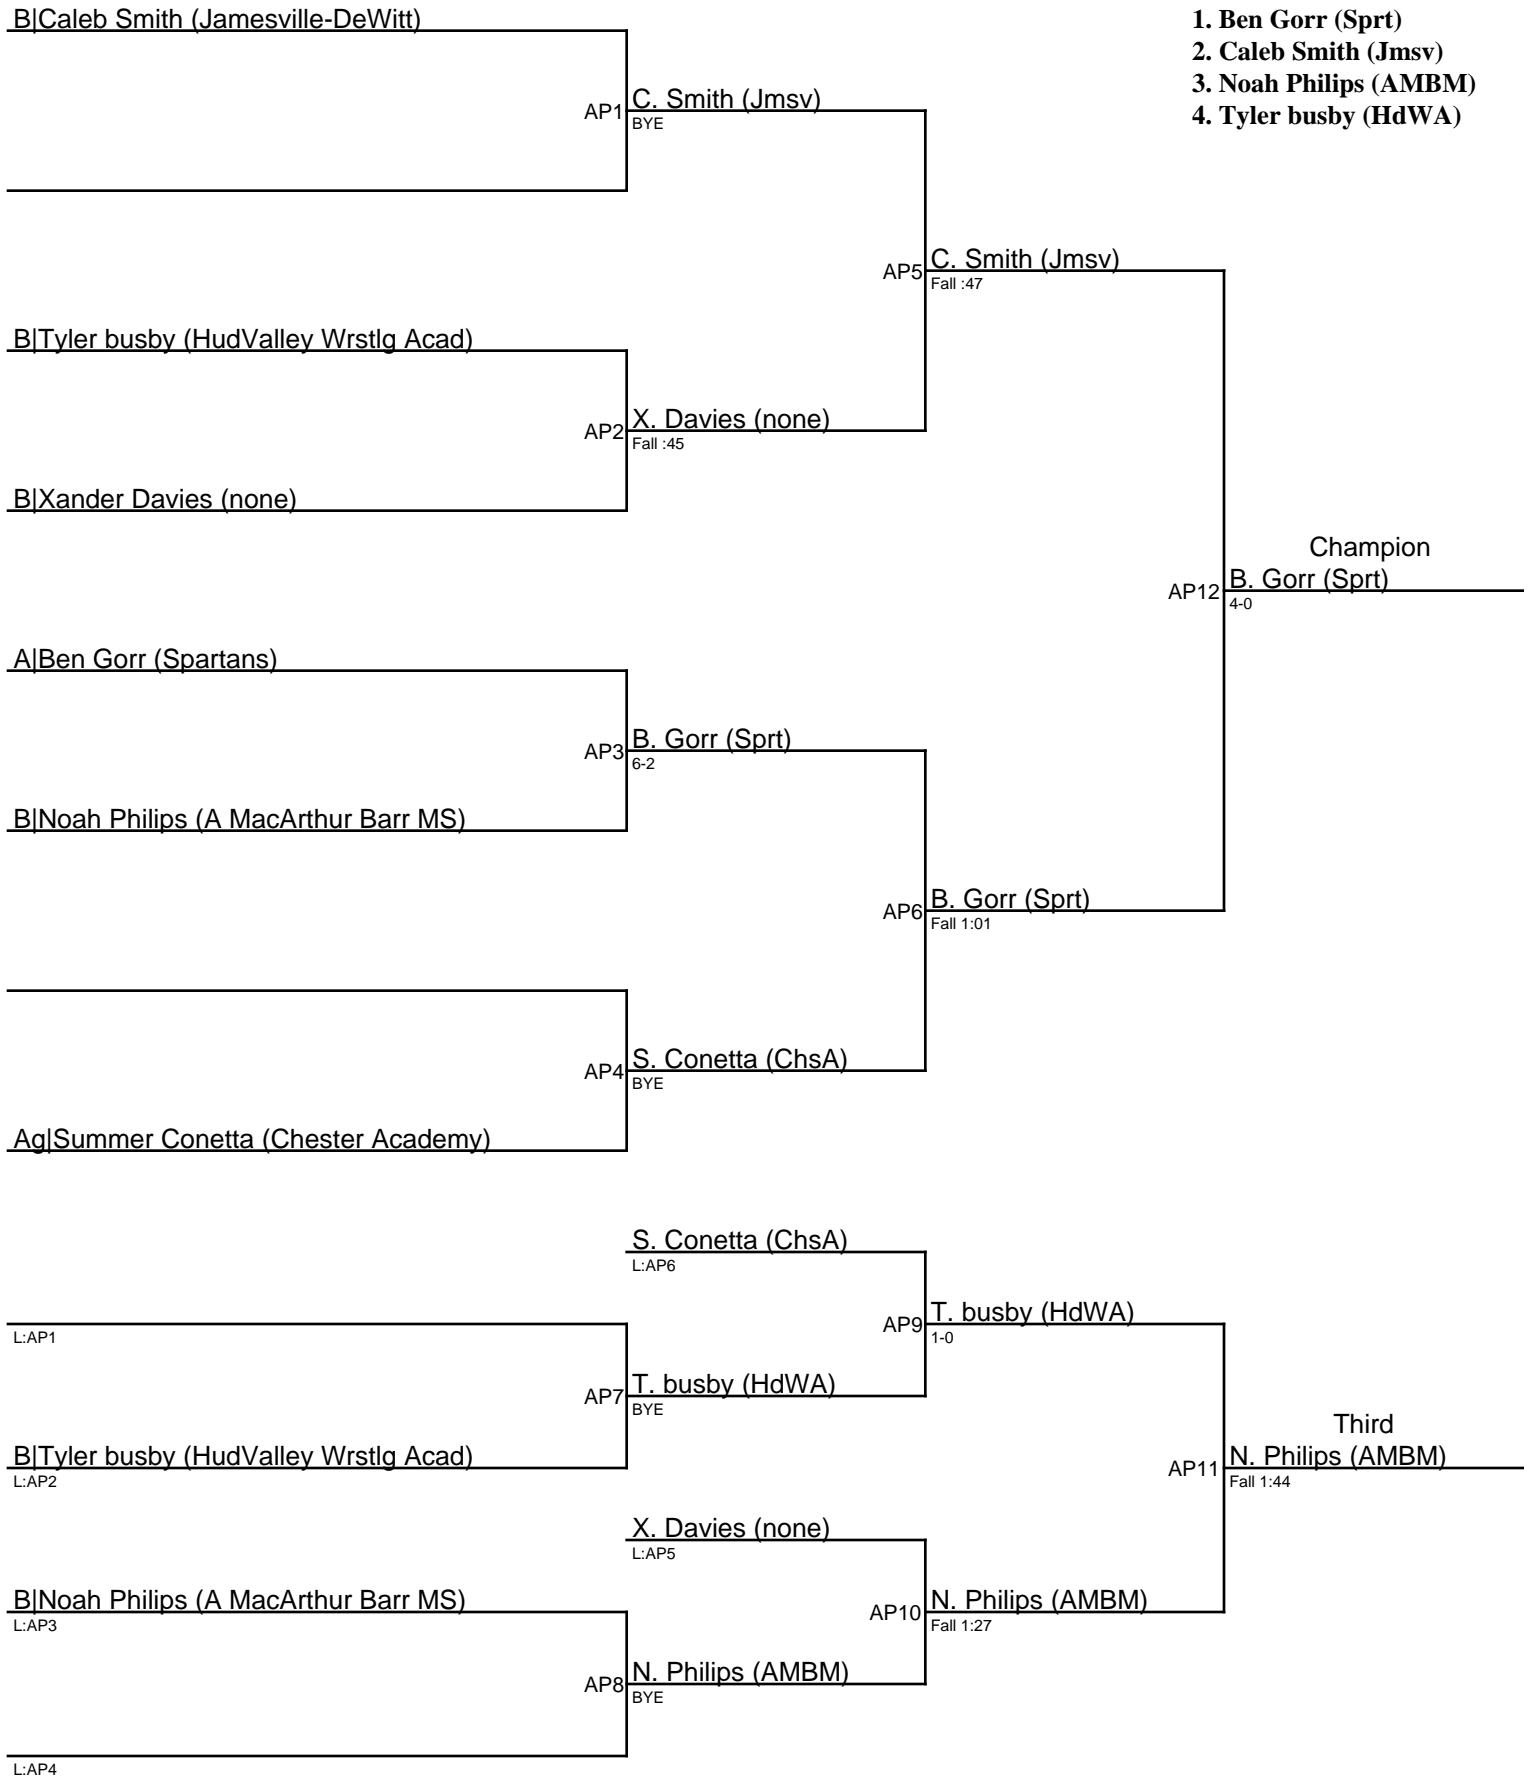 B|Caleb Smith (Jamesville-DeWitt)
1. Ben Gorr (Sprt)
2. Caleb Smith (Jmsv)
3. Noah Philips (AMBM)
4. Tyler busby (HdWA)
AP1
C. Smith (Jmsv)
BYE
AP5
C. Smith (Jmsv)
Fall :47
B|Tyler busby (HudValley Wrstlg Acad)
AP2
X. Davies (none)
Fall :45
B|Xander Davies (none)
Champion
AP12
B. Gorr (Sprt)
4-0
A|Ben Gorr (Spartans)
AP3
B. Gorr (Sprt)
6-2
B|Noah Philips (A MacArthur Barr MS)
AP6
B. Gorr (Sprt)
Fall 1:01
AP4
S. Conetta (ChsA)
BYE
Ag|Summer Conetta (Chester Academy)
S. Conetta (ChsA)
L:AP6
L:AP1
AP9
T. busby (HdWA)
1-0
AP7
T. busby (HdWA)
BYE
B|Tyler busby (HudValley Wrstlg Acad)
L:AP2
Third
AP11
N. Philips (AMBM)
Fall 1:44
X. Davies (none)
L:AP5
B|Noah Philips (A MacArthur Barr MS)
L:AP3
AP10
N. Philips (AMBM)
Fall 1:27
AP8
N. Philips (AMBM)
BYE
L:AP4